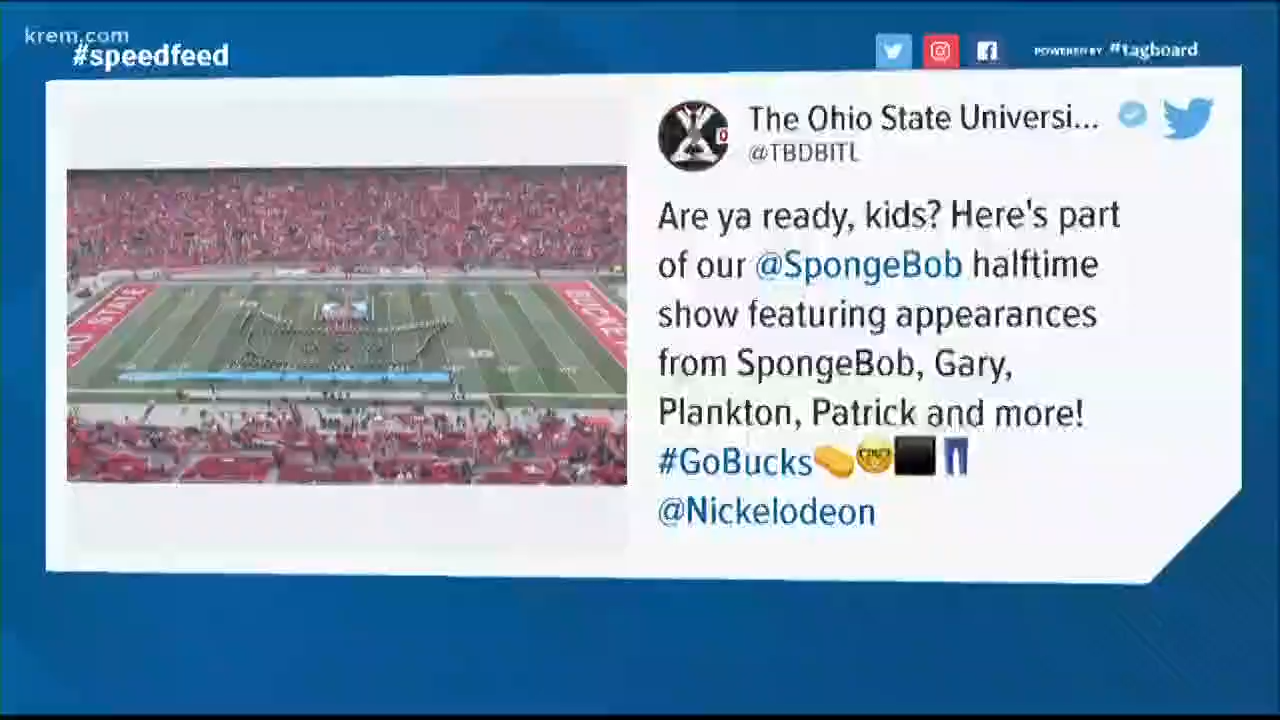 krem.com
#speedfeed
POWERED BY #tagboard
The Ohio State Universi...
@TBDBITL
Are ya ready, kids? Here's part
of our @SpongeBob halftime
show featuring appearances
from SpongeBob, Gary,
Plankton, Patrick and more!
#GoBucks
@Nickelodeon